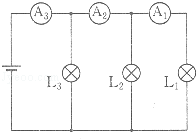 A₃ A₂ A₁
L₃ L₂ L₁